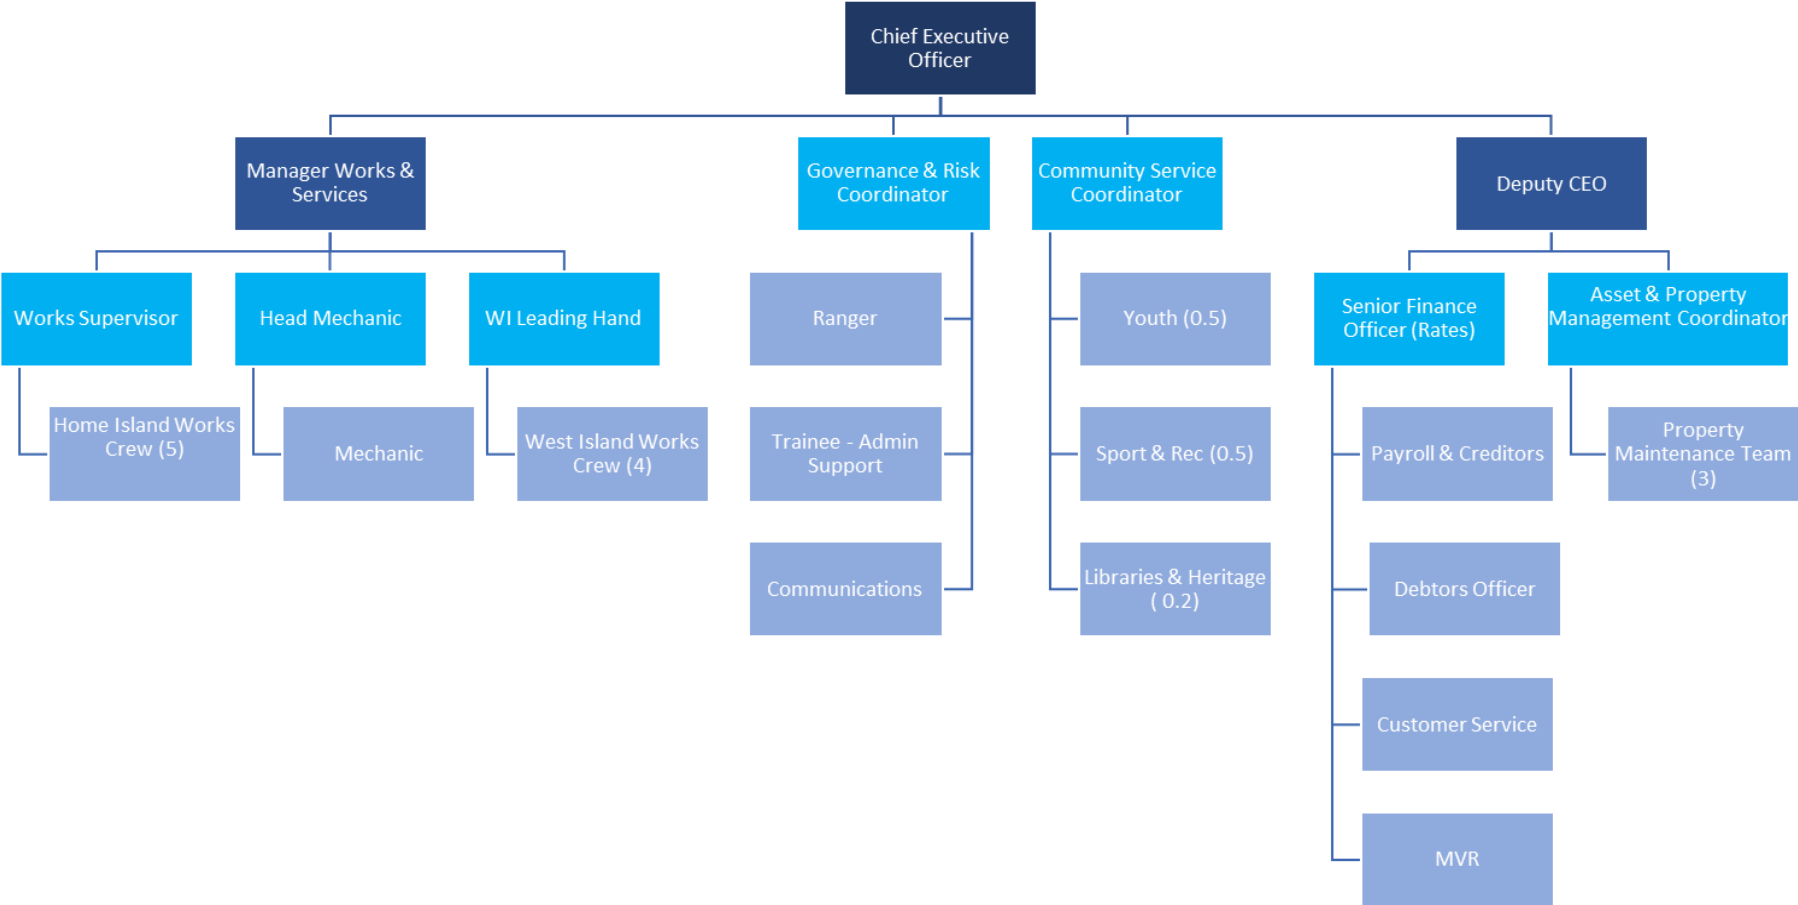 Chief Executive
Officer
Manager Works &
Services
Governance & Risk
Coordinator
Community Service
Coordinator
Deputy CEO
Works Supervisor
Head Mechanic
WI Leading Hand
Ranger
Youth (0.5)
Senior Finance
Officer (Rates)
Asset & Property
Management Coordinator
Home Island Works
Crew (5)
Mechanic
West Island Works
Crew (4)
Trainee - Admin
Support
Sport & Rec (0.5)
Payroll & Creditors
Property
Maintenance Team
(3)
Communications
Libraries & Heritage
( 0.2)
Debtors Officer
Customer Service
MVR